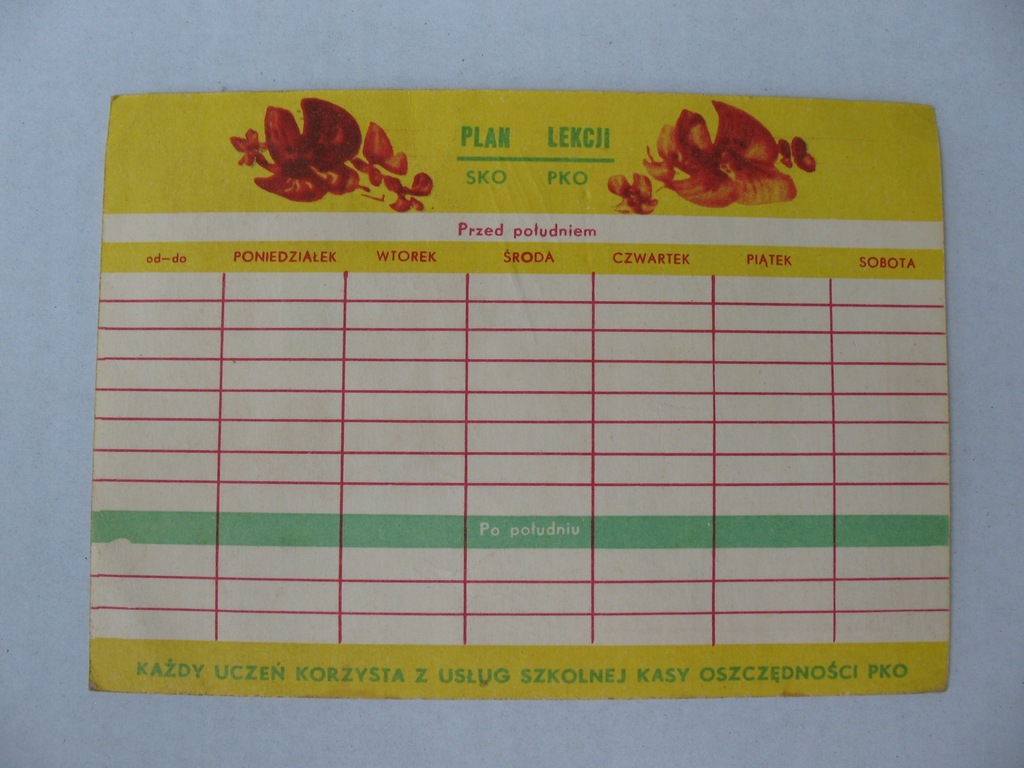 PLAN LEKCJI
SKO PKO
Przed południem
od—do PONIEDZIAŁEK WTOREK ŚRODA CZWARTEK PIĄTEK SOBOTA
Po południu
KAŻDY UCZEŃ KORZYSTA Z USŁUG SZKOLNEJ KASY OSZCZĘDNOŚCI PKO